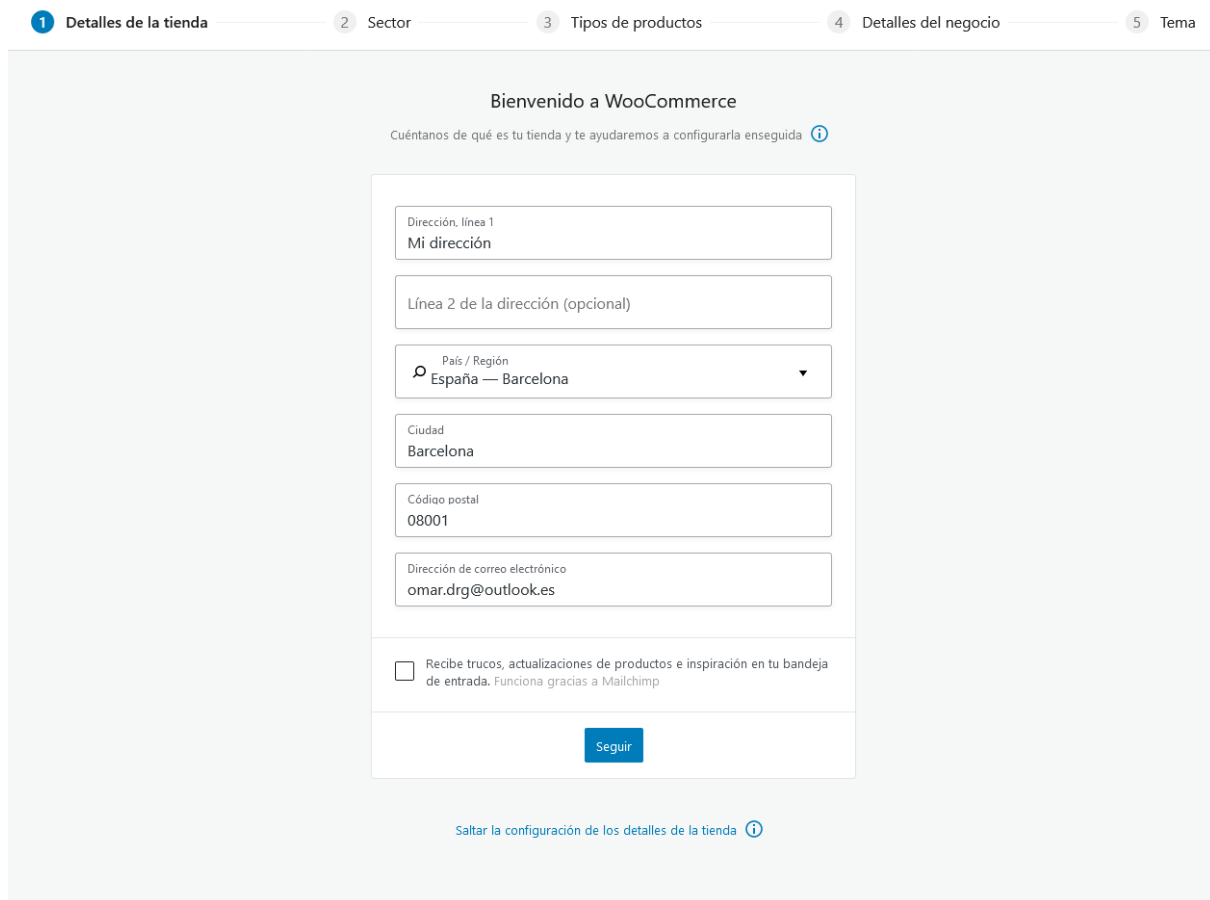 1 Detalles de la tienda 2 Sector 3 Tipos de productos 4 Detalles del negocio 5 Tema
Bienvenido a WooCommerce
Cuéntanos de qué es tu tienda y te ayudaremos a configurarla enseguida
Dirección, línea 1
Mi dirección
Línea 2 de la dirección (opcional)
País / Región
España — Barcelona
Ciudad
Barcelona
Código postal
08001
Dirección de correo electrónico
omar.drg@outlook.es
Recibe trucos, actualizaciones de productos e inspiración en tu bandeja
de entrada. Funciona gracias a Mailchimp
Seguir
Saltar la configuración de los detalles de la tienda